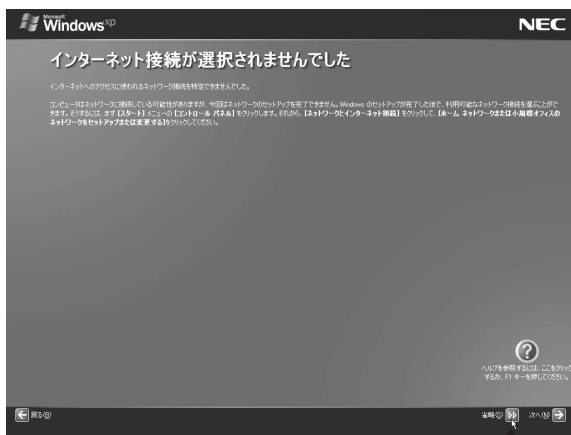 Microsoft
Windows xp
NEC
インターネット接続が選択されませんでした
インターネットへのアクセスに使われるネットワーク接続を特定できませんでした。
コンピュータはネットワークに接続している可能性がありますが、今回はネットワークのセットアップを完了できません。Windows のセットアップが完了した後で、利用可能なネットワーク接続を選ぶことがで
きます。そうするには、まず [スタート] メニューの [コントロール パネル] をクリックします。それから、[ネットワークとインターネット接続] をクリックして、[ホーム ネットワークまたは小規模オフィスの
ネットワークをセットアップまたは変更する]をクリックしてください。
?
ヘルプを参照するには、ここをクリック
するか、F1 キーを押してください。
戻る(B)
省略(S)
次へ(N)